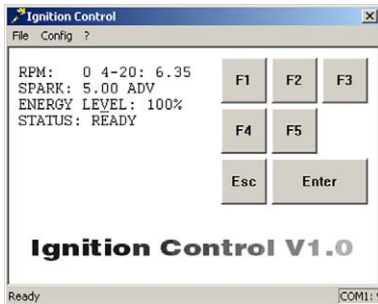 Ignition Control
File Config ?
RPM: 0 4-20: 6.35
SPARK: 5.00 ADV
ENERGY LEVEL: 100%
STATUS: READY
F1 F2 F3
F4 F5
Esc Enter
Ignition Control V1.0
Ready COM1: